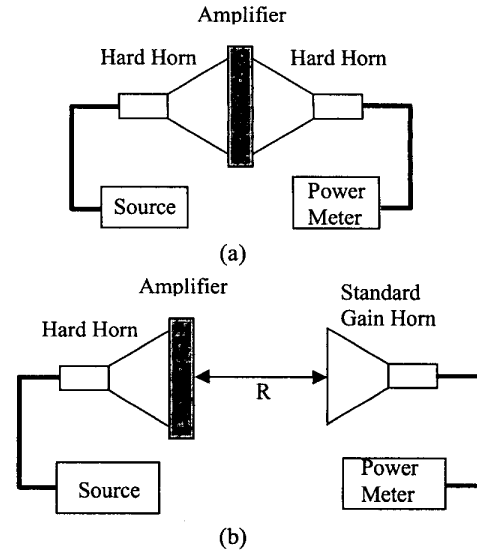 Amplifier
Hard Horn
Hard Horn
Source
Power
Meter
(a)
Amplifier
Standard
Gain Horn
Hard Horn
R
Source
Power
Meter
(b)